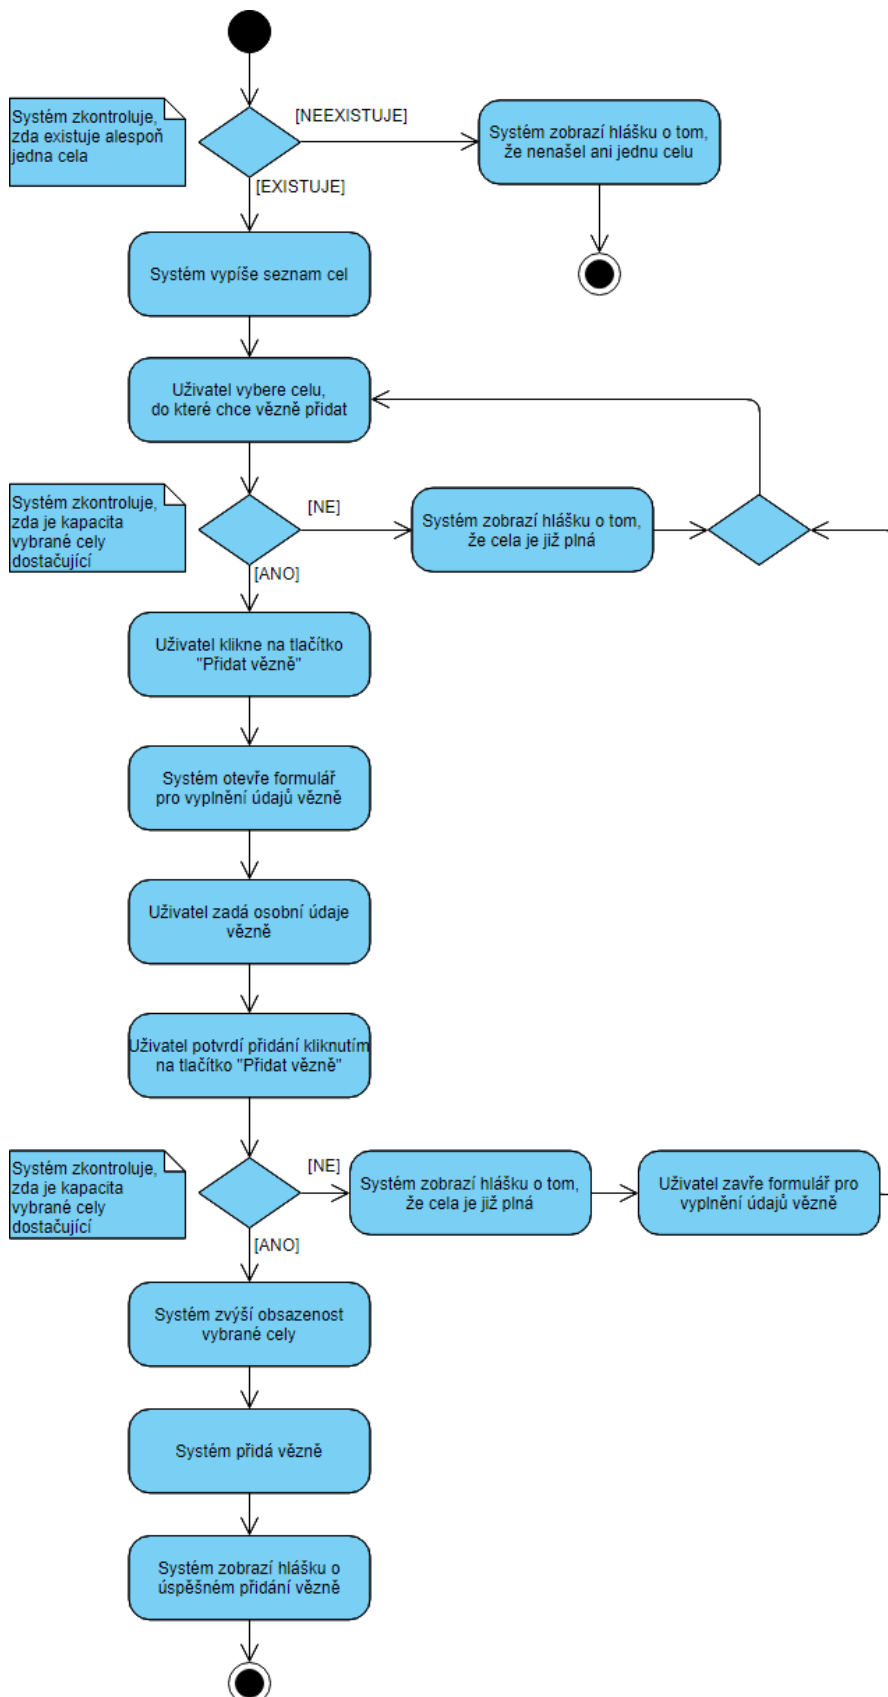 Systém zkontroluje,
zda existuje alespoň
jedna cela
[NEEXISTUJE]
Systém zobrazí hlášku o tom,
že nenašel ani jednu celu
[EXISTUJE]
Systém vypíše seznam cel
Uživatel vybere celu,
do které chce vězně přidat
Systém zkontroluje,
zda je kapacita
vybrané cely
dostačující
[NE]
Systém zobrazí hlášku o tom,
že cela je již plná
[ANO]
Uživatel klikne na tlačítko
"Přidat vězně"
Systém otevře formulář
pro vyplnění údajů vězně
Uživatel zadá osobní údaje
vězně
Uživatel potvrdí přidání kliknutím
na tlačítko "Přidat vězně"
Systém zkontroluje,
zda je kapacita
vybrané cely
dostačující
[NE]
Systém zobrazí hlášku o tom,
že cela je již plná
Uživatel zavře formulář pro
vyplnění údajů vězně
[ANO]
Systém zvýší obsazenost
vybrané cely
Systém přidá vězně
Systém zobrazí hlášku o
úspěšném přidání vězně